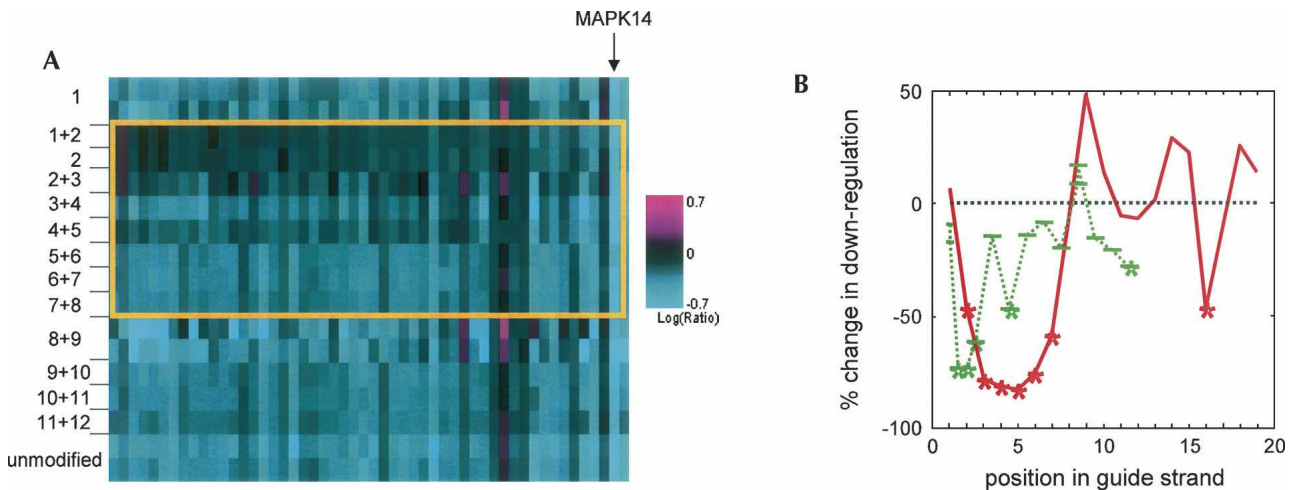 MAPK14
A
1
1+2
2
2+3
3+4
4+5
5+6
6+7
7+8
8+9
9+10
10+11
11+12
unmodified
0.7
0
-0.7
Log(Ratio)
B
% change in down-regulation
50
0
-50
-100
0 5 10 15 20
position in guide strand